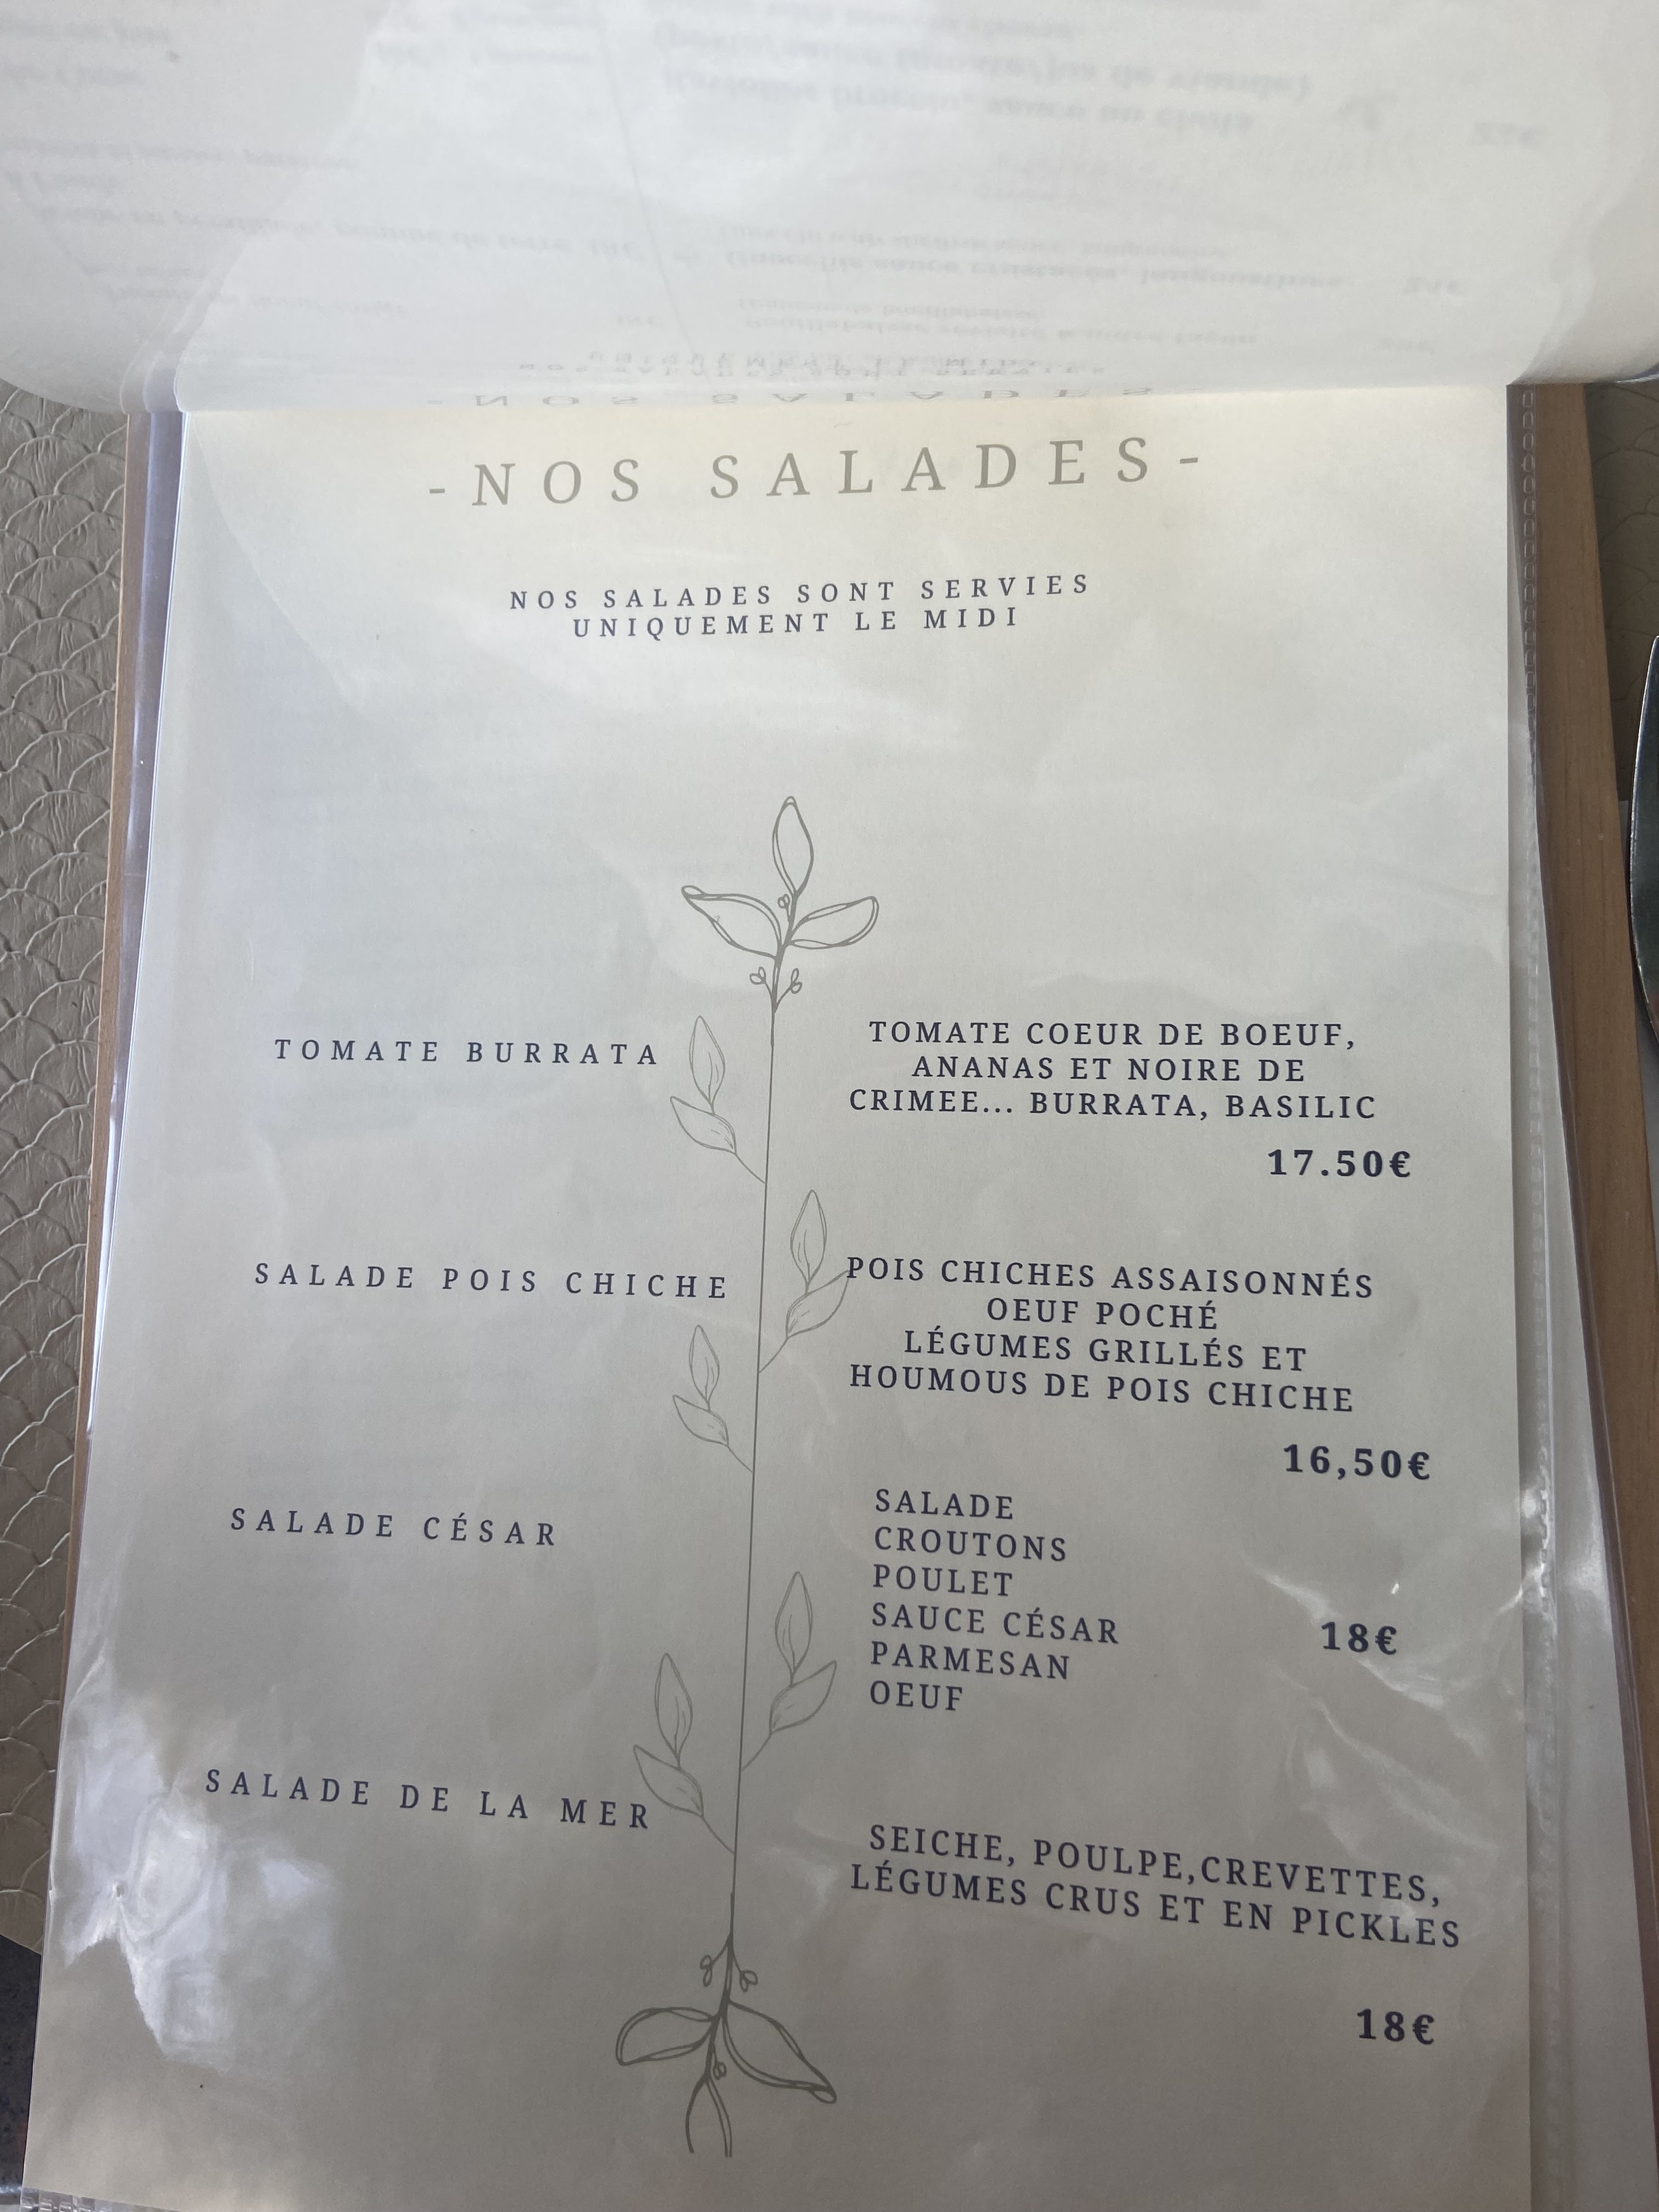 -NOS SALADES-
NOS SALADES SONT SERVIES
UNIQUEMENT LE MIDI
TOMATE BURRATA
TOMATE COEUR DE BOEUF,
ANANAS ET NOIRE DE
CRIMEE... BURRATA, BASILIC
17.50€
SALADE POIS CHICHE
POIS CHICHES ASSAISONNÉS
OEUF POCHÉ
LÉGUMES GRILLÉS ET
HOUMOUS DE POIS CHICHE
16,50€
SALADE CÉSAR
SALADE
CROUTONS
POULET
SAUCE CÉSAR
PARMESAN
OEUF
18€
SALADE DE LA MER
SEICHE, POULPE,CREVETTES,
LÉGUMES CRUS ET EN PICKLES
18€